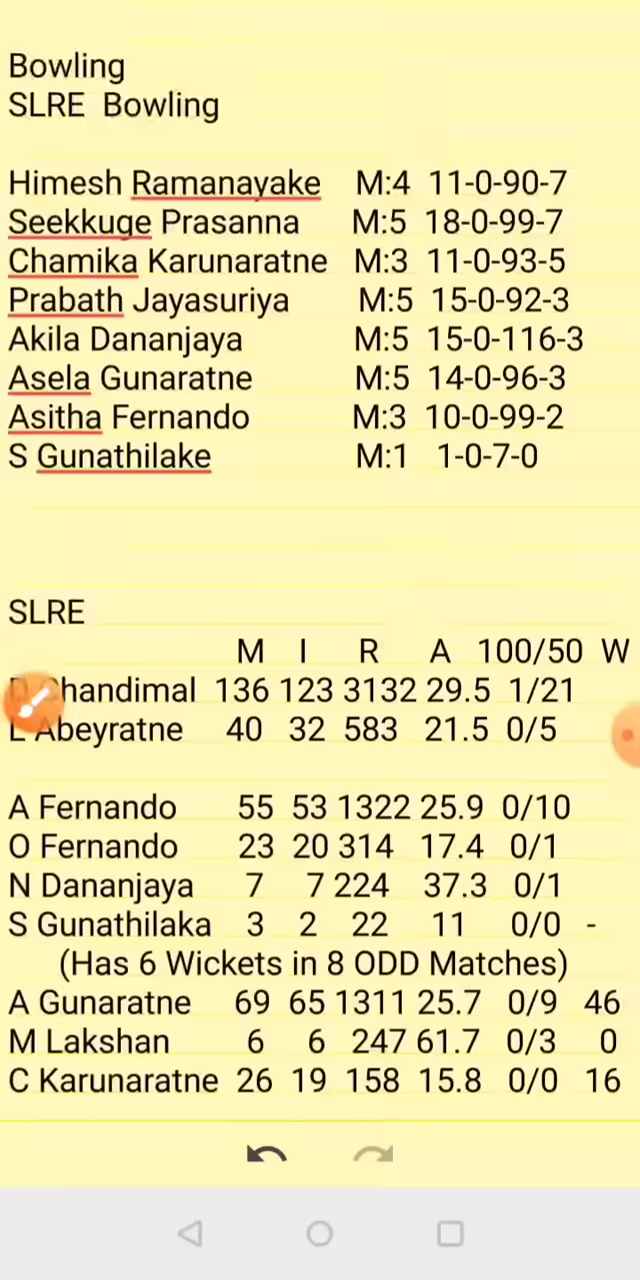 Bowling
SLRE Bowling
Himesh Ramanayake M:4 11-0-90-7
Seekkuge Prasanna M:5 18-0-99-7
Chamika Karunaratne M:3 11-0-93-5
Prabath Jayasuriya M:5 15-0-92-3
Akila Dananjaya M:5 15-0-116-3
Asela Gunaratne M:5 14-0-96-3
Asitha Fernando M:3 10-0-99-2
S Gunathilake M:1 1-0-7-0
SLRE
M I R A 100/50 W
D Chandimal 136 123 3132 29.5 1/21
L Abeyratne 40 32 583 21.5 0/5
A Fernando 55 53 1322 25.9 0/10
O Fernando 23 20 314 17.4 0/1
N Dananjaya 7 7 224 37.3 0/1
S Gunathilaka 3 2 22 11 0/0 -
(Has 6 Wickets in 8 ODD Matches)
A Gunaratne 69 65 1311 25.7 0/9 46
M Lakshan 6 6 247 61.7 0/3 0
C Karunaratne 26 19 158 15.8 0/0 16